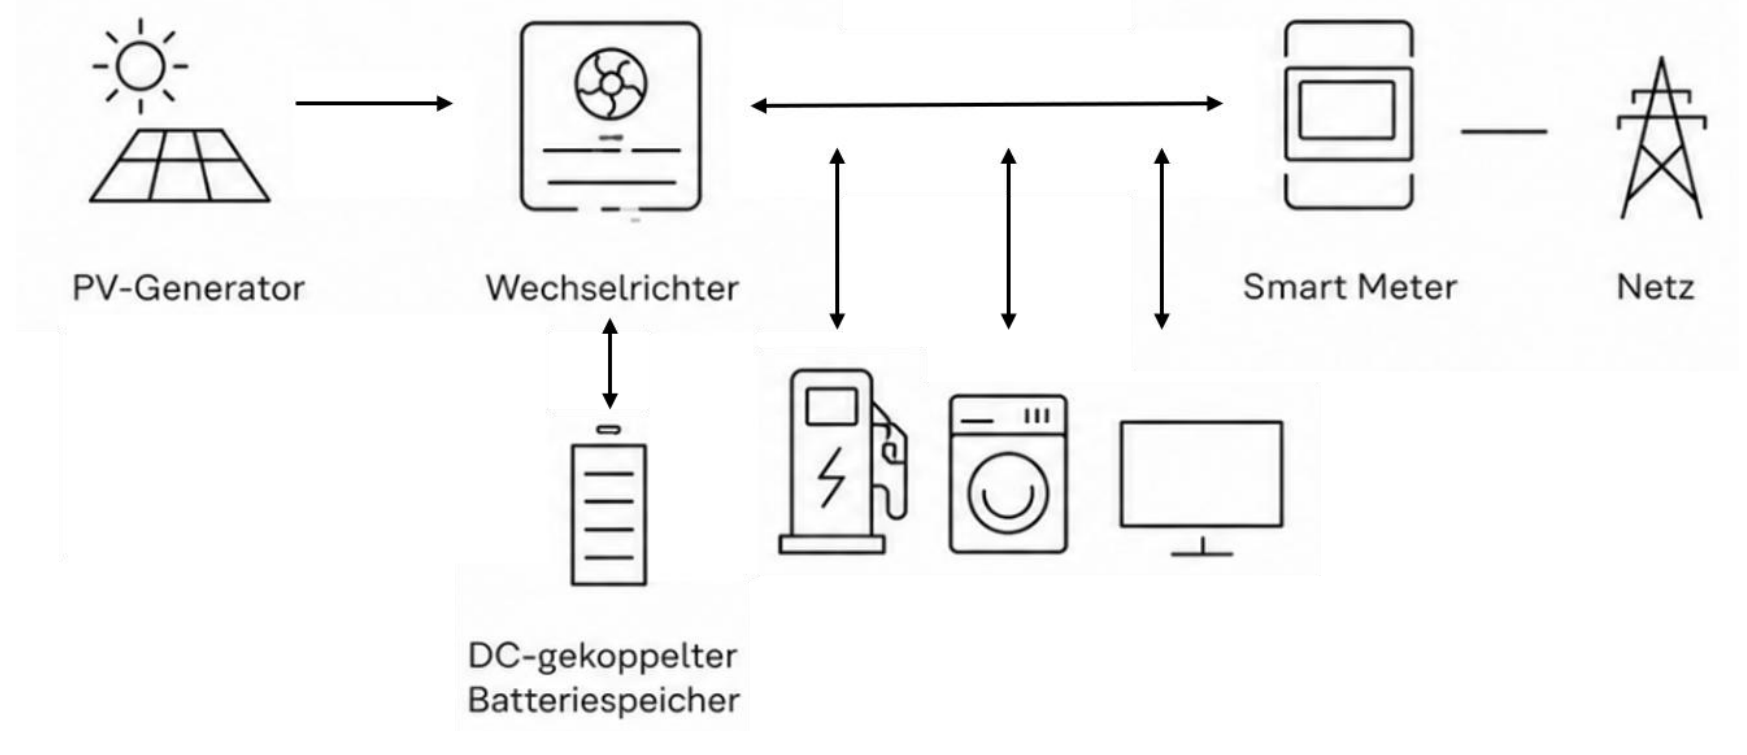 PV-Generator
Wechselrichter
Smart Meter
Netz
DC-gekoppelter
Batteriespeicher